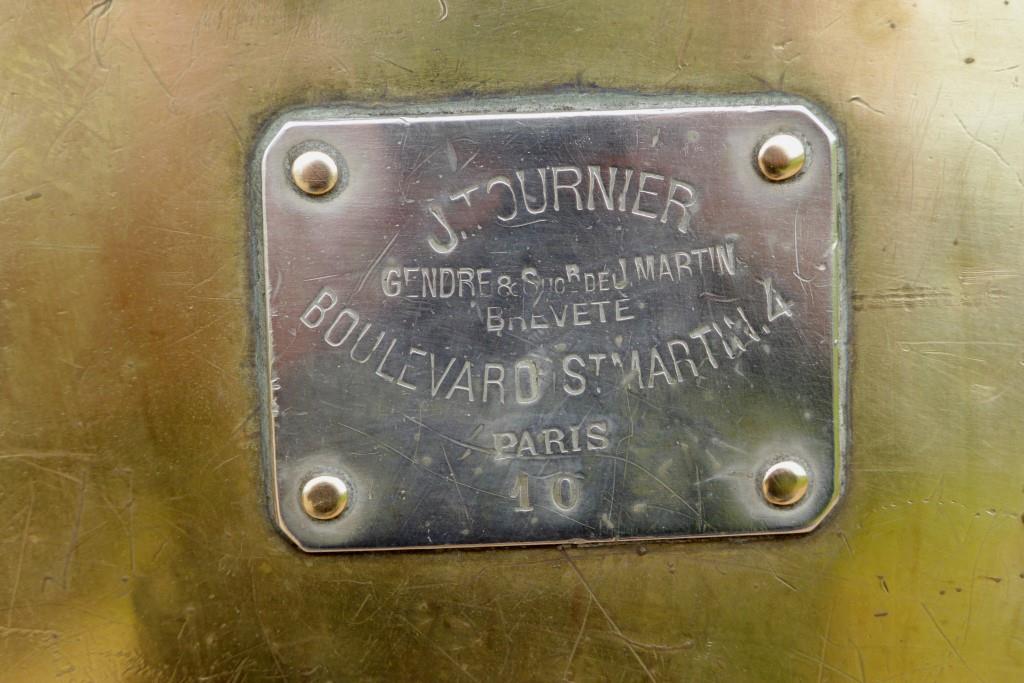 J. TOURNIER
GENDRE & SUCR DE J. MARTIN
BREVETÉ
BOULEVARD ST MARTIN. 4
PARIS
10